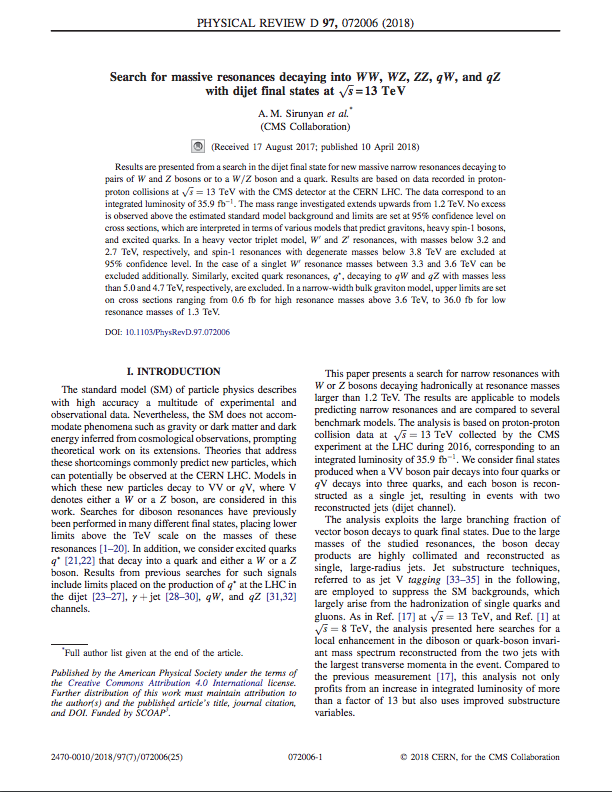 PHYSICAL REVIEW D 97, 072006 (2018)
Search for massive resonances decaying into WW, WZ, ZZ, qW, and qZ
with dijet final states at √s = 13 TeV
A. M. Sirunyan et al.*
(CMS Collaboration)
(Received 17 August 2017; published 10 April 2018)
Results are presented from a search in the dijet final state for new massive narrow resonances decaying to
pairs of W and Z bosons or to a W/Z boson and a quark. Results are based on data recorded in proton-
proton collisions at √s = 13 TeV with the CMS detector at the CERN LHC. The data correspond to an
integrated luminosity of 35.9 fb⁻¹. The mass range investigated extends upwards from 1.2 TeV. No excess
is observed above the estimated standard model background and limits are set at 95% confidence level on
cross sections, which are interpreted in terms of various models that predict gravitons, heavy spin-1 bosons,
and excited quarks. In a heavy vector triplet model, W′ and Z′ resonances, with masses below 3.2 and
2.7 TeV, respectively, and spin-1 resonances with degenerate masses below 3.8 TeV are excluded at
95% confidence level. In the case of a singlet W′ resonance masses between 3.3 and 3.6 TeV can be
excluded additionally. Similarly, excited quark resonances, q*, decaying to qW and qZ with masses less
than 5.0 and 4.7 TeV, respectively, are excluded. In a narrow-width bulk graviton model, upper limits are set
on cross sections ranging from 0.6 fb for high resonance masses above 3.6 TeV, to 36.0 fb for low
resonance masses of 1.3 TeV.
DOI: 10.1103/PhysRevD.97.072006
I. INTRODUCTION
The standard model (SM) of particle physics describes
with high accuracy a multitude of experimental and
observational data. Nevertheless, the SM does not accom-
modate phenomena such as gravity or dark matter and dark
energy inferred from cosmological observations, prompting
theoretical work on its extensions. Theories that address
these shortcomings commonly predict new particles, which
can potentially be observed at the CERN LHC. Models in
which these new particles decay to VV or qV, where V
denotes either a W or a Z boson, are considered in this
work. Searches for diboson resonances have previously
been performed in many different final states, placing lower
limits above the TeV scale on the masses of these
resonances [1–20]. In addition, we consider excited quarks
q* [21,22] that decay into a quark and either a W or a Z
boson. Results from previous searches for such signals
include limits placed on the production of q* at the LHC in
the dijet [23–27], γ + jet [28–30], qW, and qZ [31,32]
channels.
*Full author list given at the end of the article.
Published by the American Physical Society under the terms of
the Creative Commons Attribution 4.0 International license.
Further distribution of this work must maintain attribution to
the author(s) and the published article's title, journal citation,
and DOI. Funded by SCOAP³.
This paper presents a search for narrow resonances with
W or Z bosons decaying hadronically at resonance masses
larger than 1.2 TeV. The results are applicable to models
predicting narrow resonances and are compared to several
benchmark models. The analysis is based on proton-proton
collision data at √s = 13 TeV collected by the CMS
experiment at the LHC during 2016, corresponding to an
integrated luminosity of 35.9 fb⁻¹. We consider final states
produced when a VV boson pair decays into four quarks or
qV decays into three quarks, and each boson is recon-
structed as a single jet, resulting in events with two
reconstructed jets (dijet channel).
The analysis exploits the large branching fraction of
vector boson decays to quark final states. Due to the large
masses of the studied resonances, the boson decay
products are highly collimated and reconstructed as
single, large-radius jets. Jet substructure techniques,
referred to as jet V tagging [33–35] in the following,
are employed to suppress the SM backgrounds, which
largely arise from the hadronization of single quarks and
gluons. As in Ref. [17] at √s = 13 TeV, and Ref. [1] at
√s = 8 TeV, the analysis presented here searches for a
local enhancement in the diboson or quark-boson invari-
ant mass spectrum reconstructed from the two jets with
the largest transverse momenta in the event. Compared to
the previous measurement [17], this analysis not only
profits from an increase in integrated luminosity of more
than a factor of 13 but also uses improved substructure
variables.
2470-0010/2018/97(7)/072006(25)
072006-1
© 2018 CERN, for the CMS Collaboration